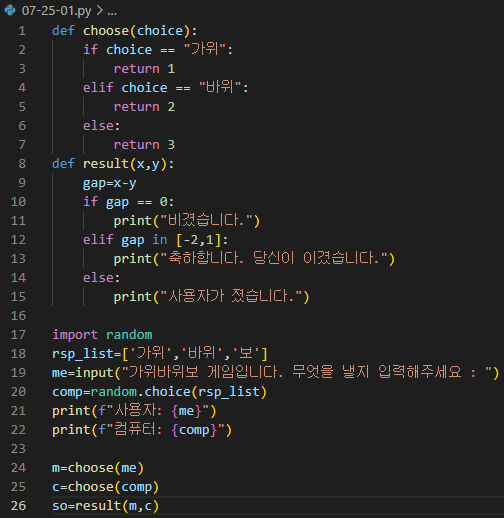 07-25-01.py > ...
1 def choose(choice):
2     if choice == "가위":
3         return 1
4     elif choice == "바위":
5         return 2
6     else:
7         return 3
8 def result(x,y):
9     gap=x-y
10     if gap == 0:
11         print("비겼습니다.")
12     elif gap in [-2,1]:
13         print("축하합니다. 당신이 이겼습니다.")
14     else:
15         print("사용자가 졌습니다.")
16
17 import random
18 rsp_list=['가위','바위','보']
19 me=input("가위바위보 게임입니다. 무엇을 낼지 입력해주세요 : ")
20 comp=random.choice(rsp_list)
21 print(f"사용자: {me}")
22 print(f"컴퓨터: {comp}")
23
24 m=choose(me)
25 c=choose(comp)
26 so=result(m,c)